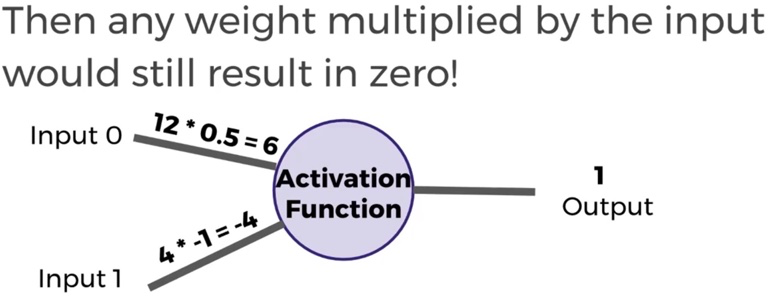 Then any weight multiplied by the input
would still result in zero!
Input 0
12 * 0.5 = 6
Activation
Function
1
Output
4 * -1 = -4
Input 1